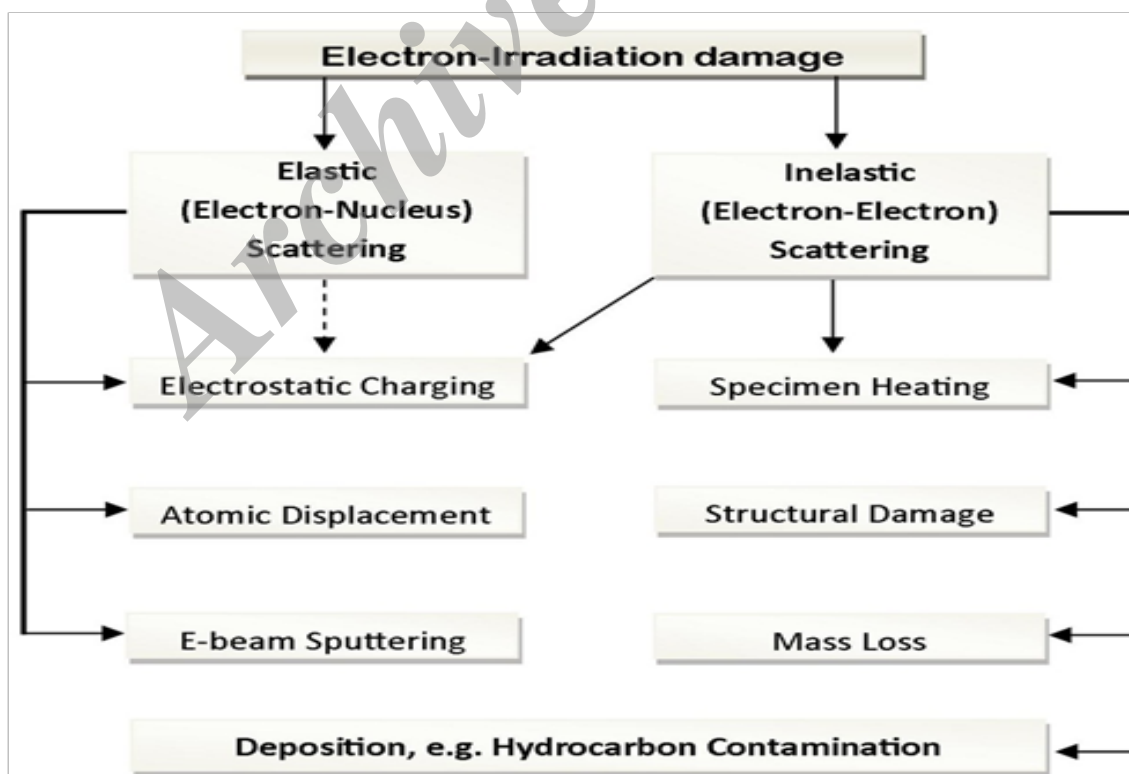 Electron-Irradiation damage
Elastic
(Electron-Nucleus)
Scattering
Inelastic
(Electron-Electron)
Scattering
Electrostatic Charging
Specimen Heating
Atomic Displacement
Structural Damage
E-beam Sputtering
Mass Loss
Deposition, e.g. Hydrocarbon Contamination
Archive